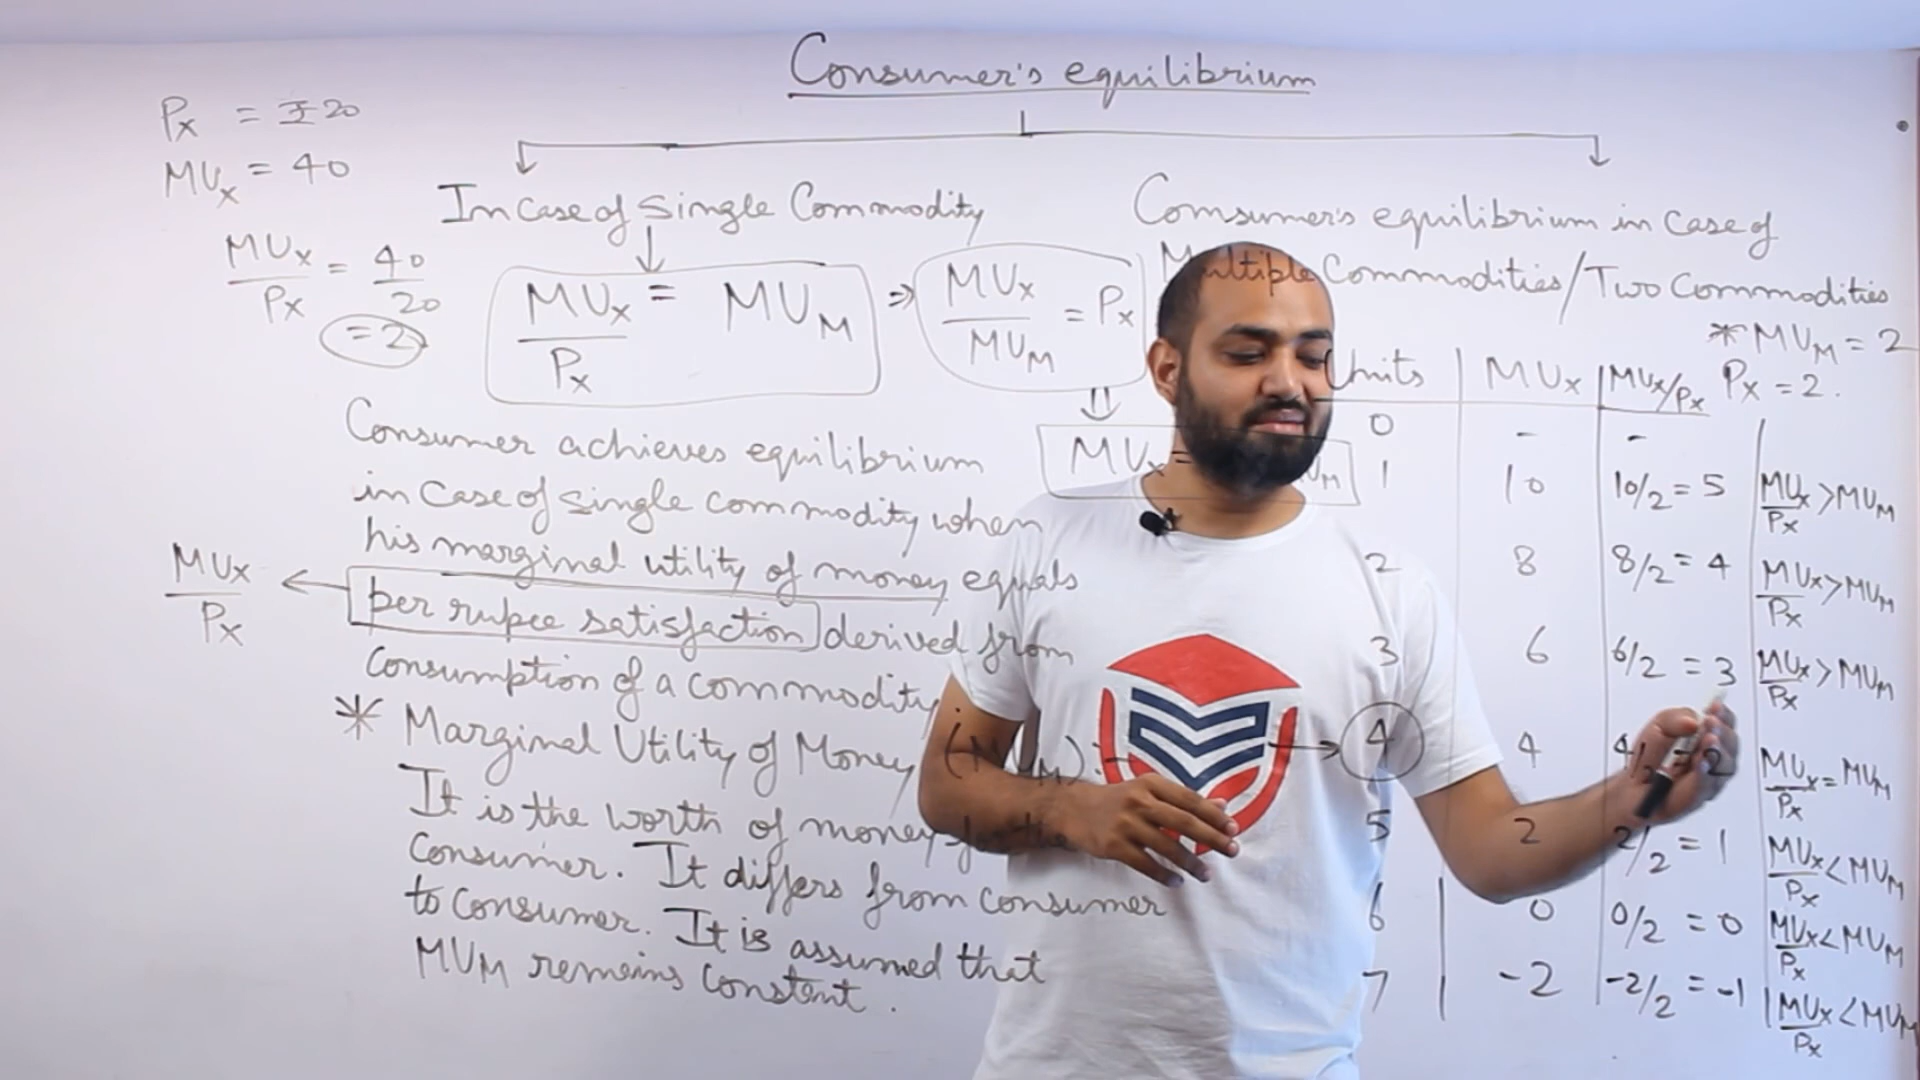 Consumer's equilibrium
Px = ₹20
MUx = 40
MUx/Px = 40/20
= 2
In Case of Single Commodity
MUx/Px = MUM
⇒ MUx/MUM = Px
MUx =
Consumer achieves equilibrium
in Case of Single commodity when
his marginal utility of money equals
per rupee satisfaction derived from
Consumption of a commodity.
MUx/Px
* Marginal Utility of Money (MUM):-
It is the worth of money for the
Consumer. It differs from consumer
to Consumer. It is assumed that
MUM remains Constant.
Consumer's equilibrium in Case of
Multiple Commodities/Two Commodities
* MUM = 2
Px = 2.
Units | MUx | MUx/Px
0 | - | -
1 | 10 | 10/2 = 5 | MUx/Px > MUM
2 | 8 | 8/2 = 4 | MUx/Px > MUM
3 | 6 | 6/2 = 3 | MUx/Px > MUM
→ 4 | 4 | 4/2 = 2 | MUx/Px = MUM
5 | 2 | 2/2 = 1 | MUx/Px < MUM
6 | 0 | 0/2 = 0 | MUx/Px < MUM
7 | -2 | -2/2 = -1 | MUx/Px < MUM